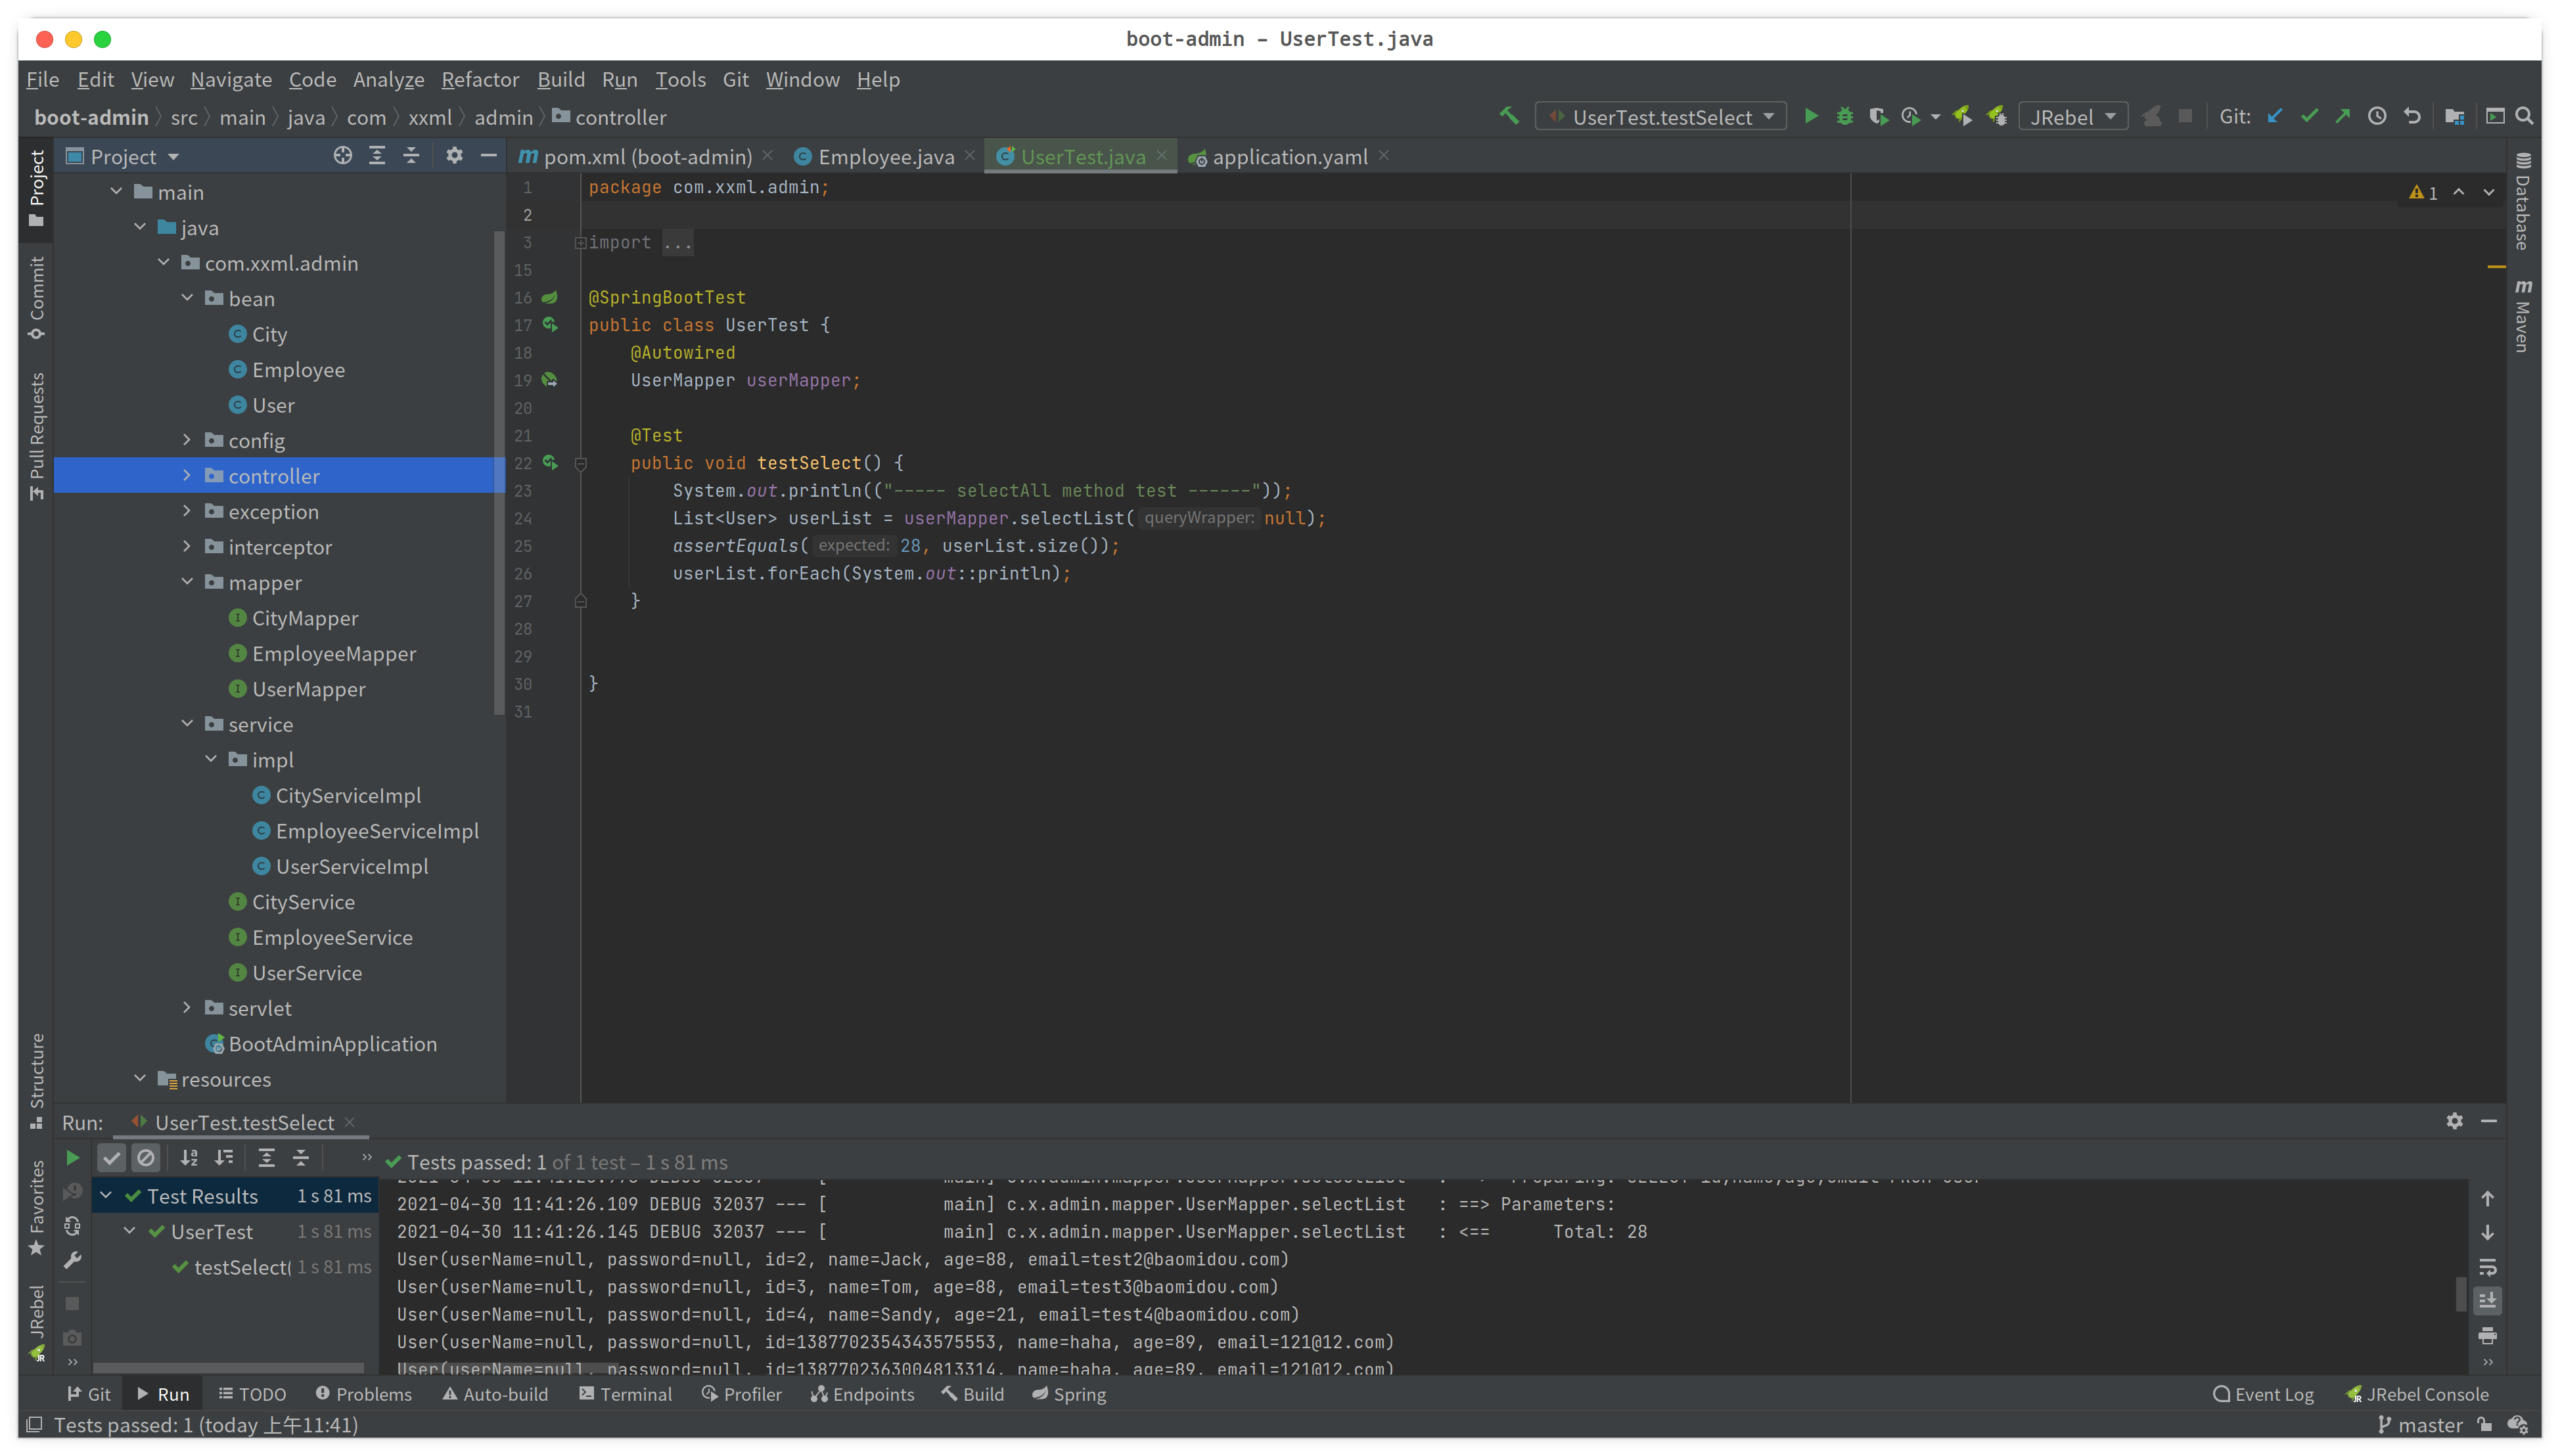 boot-admin – UserTest.java
File Edit View Navigate Code Analyze Refactor Build Run Tools Git Window Help
boot-admin src main java com xxml admin controller
UserTest.testSelect JRebel Git:
Project
pom.xml (boot-admin) Employee.java UserTest.java application.yaml
Project
Commit
Pull Requests
Structure
Favorites
JRebel
Database
Maven
main
java
com.xxml.admin
bean
City
Employee
User
config
controller
exception
interceptor
mapper
CityMapper
EmployeeMapper
UserMapper
service
impl
CityServiceImpl
EmployeeServiceImpl
UserServiceImpl
CityService
EmployeeService
UserService
servlet
BootAdminApplication
resources
1 package com.xxml.admin;
2
3 import ...
15
16 @SpringBootTest
17 public class UserTest {
18 @Autowired
19 UserMapper userMapper;
20
21 @Test
22 public void testSelect() {
23 System.out.println(("----- selectAll method test ------"));
24 List<User> userList = userMapper.selectList( queryWrapper: null);
25 assertEquals( expected: 28, userList.size());
26 userList.forEach(System.out::println);
27 }
28
29
30 }
31
1
Run: UserTest.testSelect
Tests passed: 1 of 1 test – 1 s 81 ms
Test Results 1 s 81 ms
UserTest 1 s 81 ms
testSelect( 1 s 81 ms
2021-04-30 11:41:26.109 DEBUG 32037 --- [ main] c.x.admin.mapper.UserMapper.selectList : ==> Parameters:
2021-04-30 11:41:26.145 DEBUG 32037 --- [ main] c.x.admin.mapper.UserMapper.selectList : <== Total: 28
User(userName=null, password=null, id=2, name=Jack, age=88, email=test2@baomidou.com)
User(userName=null, password=null, id=3, name=Tom, age=88, email=test3@baomidou.com)
User(userName=null, password=null, id=4, name=Sandy, age=21, email=test4@baomidou.com)
User(userName=null, password=null, id=1387702354343575553, name=haha, age=89, email=121@12.com)
User(userName=null, password=null, id=1387702363004813314, name=haha, age=89, email=121@12.com)
Git Run TODO Problems Auto-build Terminal Profiler Endpoints Build Spring Event Log JRebel Console
Tests passed: 1 (today 上午11:41) master